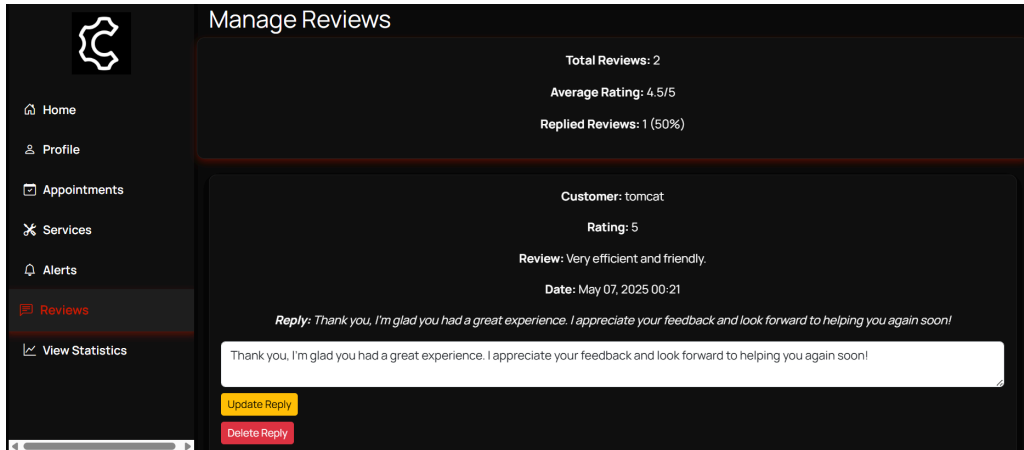 Manage Reviews
Total Reviews: 2
Average Rating: 4.5/5
Replied Reviews: 1 (50%)
Home
Profile
Appointments
Services
Alerts
Reviews
View Statistics
Customer: tomcat
Rating: 5
Review: Very efficient and friendly.
Date: May 07, 2025 00:21
Reply: Thank you, I'm glad you had a great experience. I appreciate your feedback and look forward to helping you again soon!
Thank you, I'm glad you had a great experience. I appreciate your feedback and look forward to helping you again soon!
Update Reply
Delete Reply